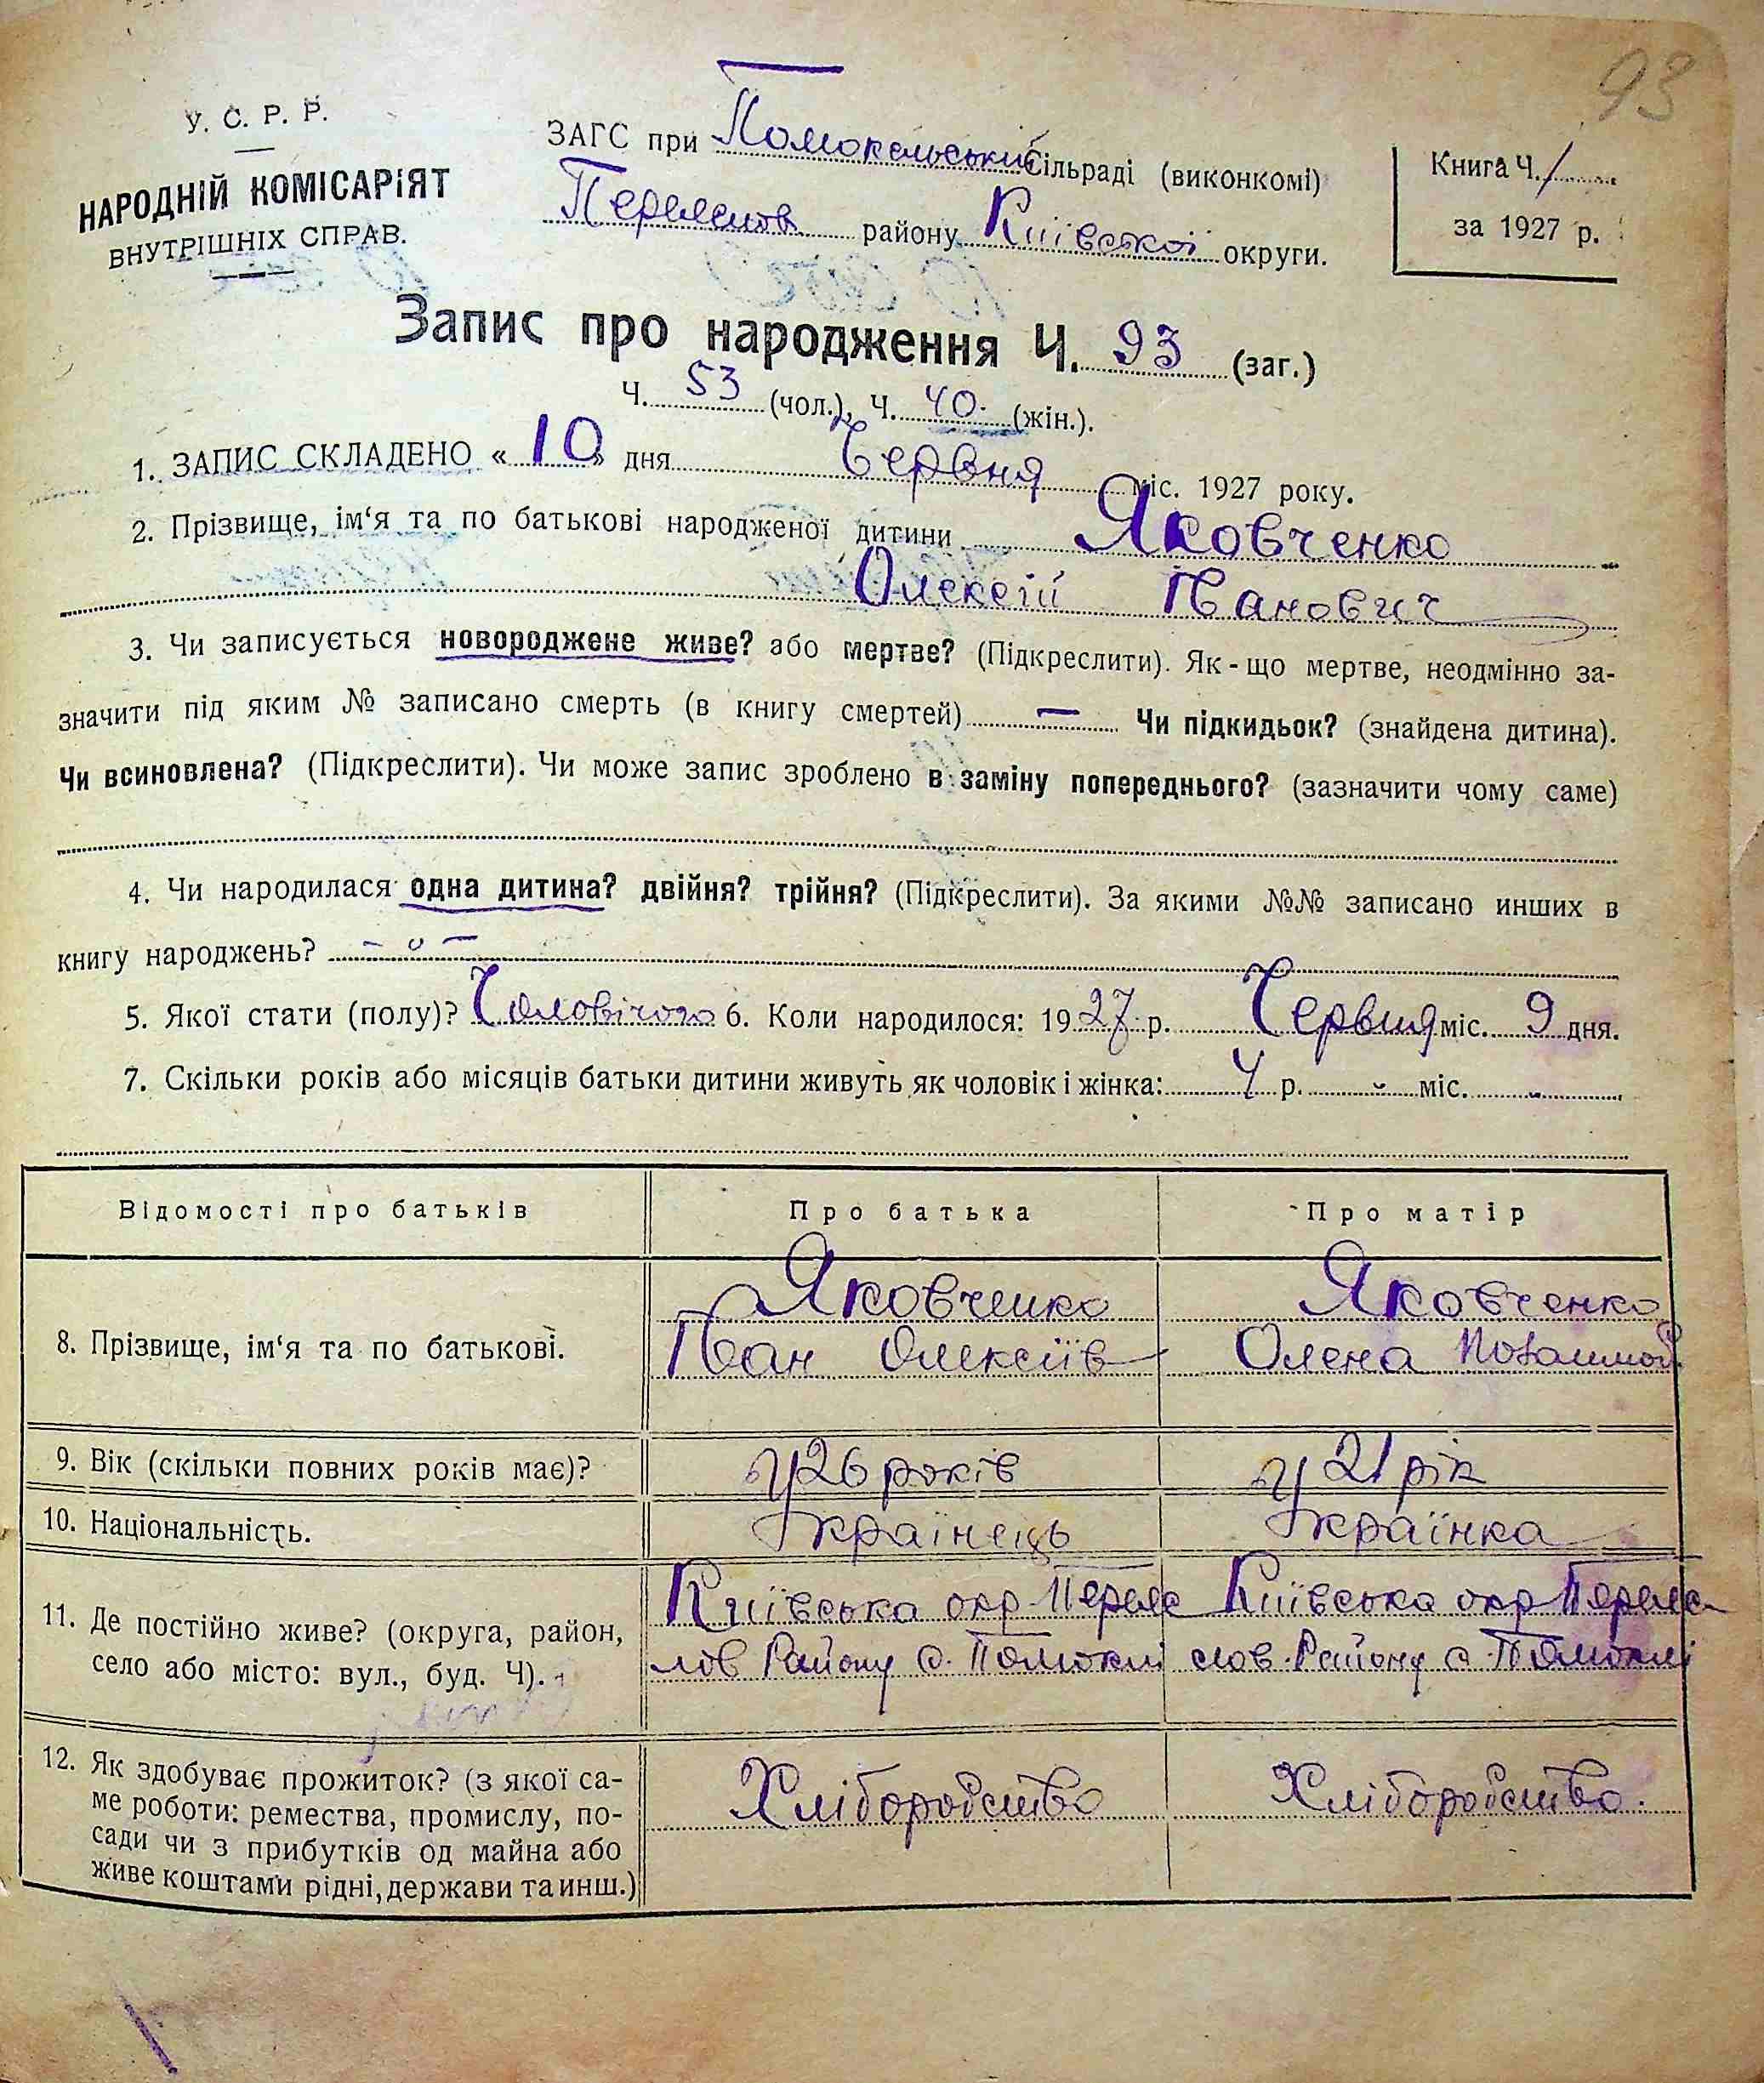 93
У. С. Р. Р.
НАРОДНІЙ КОМІСАРІЯТ
ВНУТРІШНІХ СПРАВ.
ЗАГС при Помокельський Сільраді (виконкомі)
району Київської округи.
Книга Ч. 1
за 1927 р.
Запис про народження Ч. 93 (заг.)
Ч. 53 (чол.), Ч. 40 (жін.).
1. ЗАПИС СКЛАДЕНО « 10 » дня Червня міс. 1927 року.
2. Прізвище, ім‘я та по батькові народженої дитини Яковченко
Олексій Іванович
3. Чи записується новороджене живе? або мертве? (Підкреслити). Як-що мертве, неодмінно за-
значити під яким № записано смерть (в книгу смертей) — Чи підкидьок? (знайдена дитина).
Чи всиновлена? (Підкреслити). Чи може запис зроблено в заміну попереднього? (зазначити чому саме)
4. Чи народилася одна дитина? двійня? трійня? (Підкреслити). За якими №№ записано инших в
книгу народжень?
5. Якої стати (полу)? Чоловічого 6. Коли народилося: 1927 р. Червня міс. 9 дня.
7. Скільки років або місяців батьки дитини живуть як чоловік і жінка: 4 р. міс.
Відомості про батьків Про батька Про матір
8. Прізвище, ім‘я та по батькові.
Яковченко
Іван Олексіїв
Яковченко
Олена
9. Вік (скільки повних років має)? 26 років 21 рік
10. Національність. Українець Українка
11. Де постійно живе? (округа, район,
село або місто: вул., буд. Ч).
Київська окр Переяс
лов Району с. Помоклі
Київська окр Переяс
лов. Району с. Помоклі
12. Як здобуває прожиток? (з якої са-
ме роботи: ремества, промислу, по-
сади чи з прибутків од майна або
живе коштами рідні, держави та инш.)
Хліборобство
Хліборобство.